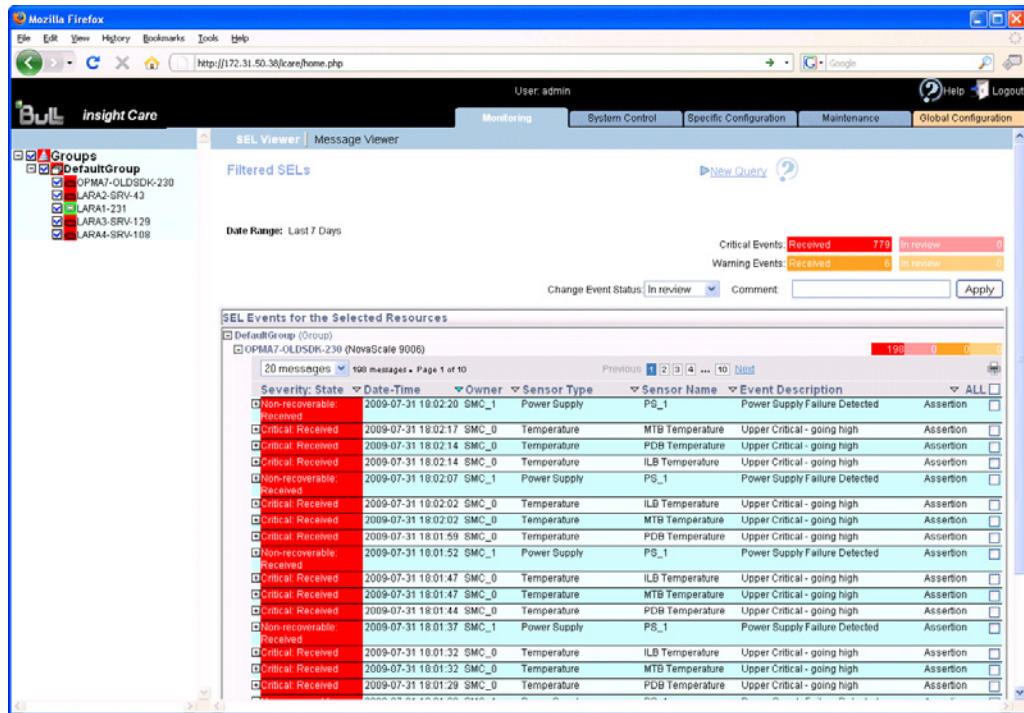 Mozilla Firefox
File Edit View History Bookmarks Tools Help
http://172.31.50.38/icare/home.php
Google
User: admin
Help Logout
Bull insight Care
Monitoring System Control Specific Configuration Maintenance Global Configuration
SEL Viewer Message Viewer
Groups
DefaultGroup
OPMA7-OLDSDK-230
LARA2-SRV-43
LARA1-231
LARA3-SRV-129
LARA4-SRV-108
Filtered SELs
New Query
Date Range: Last 7 Days
Critical Events: Received 779 In review 0
Warning Events: Received 6 In review 0
Change Event Status: In review Comment: Apply
SEL Events for the Selected Resources
DefaultGroup (Group)
OPMA7-OLDSDK-230 (NovaScale 9006) 198 0 0 0
20 messages 198 messages • Page 1 of 10 Previous 1 2 3 4 ... 10 Next
Severity: State Date-Time Owner Sensor Type Sensor Name Event Description ALL
Non-recoverable: Received 2009-07-31 18:02:20 SMC_1 Power Supply PS_1 Power Supply Failure Detected Assertion
Critical: Received 2009-07-31 18:02:17 SMC_0 Temperature MTB Temperature Upper Critical - going high Assertion
Critical: Received 2009-07-31 18:02:14 SMC_0 Temperature PDB Temperature Upper Critical - going high Assertion
Critical: Received 2009-07-31 18:02:14 SMC_0 Temperature ILB Temperature Upper Critical - going high Assertion
Non-recoverable: Received 2009-07-31 18:02:07 SMC_1 Power Supply PS_1 Power Supply Failure Detected Assertion
Critical: Received 2009-07-31 18:02:02 SMC_0 Temperature ILB Temperature Upper Critical - going high Assertion
Critical: Received 2009-07-31 18:02:02 SMC_0 Temperature MTB Temperature Upper Critical - going high Assertion
Critical: Received 2009-07-31 18:01:59 SMC_0 Temperature PDB Temperature Upper Critical - going high Assertion
Non-recoverable: Received 2009-07-31 18:01:52 SMC_1 Power Supply PS_1 Power Supply Failure Detected Assertion
Critical: Received 2009-07-31 18:01:47 SMC_0 Temperature ILB Temperature Upper Critical - going high Assertion
Critical: Received 2009-07-31 18:01:47 SMC_0 Temperature MTB Temperature Upper Critical - going high Assertion
Critical: Received 2009-07-31 18:01:44 SMC_0 Temperature PDB Temperature Upper Critical - going high Assertion
Non-recoverable: Received 2009-07-31 18:01:37 SMC_1 Power Supply PS_1 Power Supply Failure Detected Assertion
Critical: Received 2009-07-31 18:01:32 SMC_0 Temperature ILB Temperature Upper Critical - going high Assertion
Critical: Received 2009-07-31 18:01:32 SMC_0 Temperature MTB Temperature Upper Critical - going high Assertion
Critical: Received 2009-07-31 18:01:29 SMC_0 Temperature PDB Temperature Upper Critical - going high Assertion